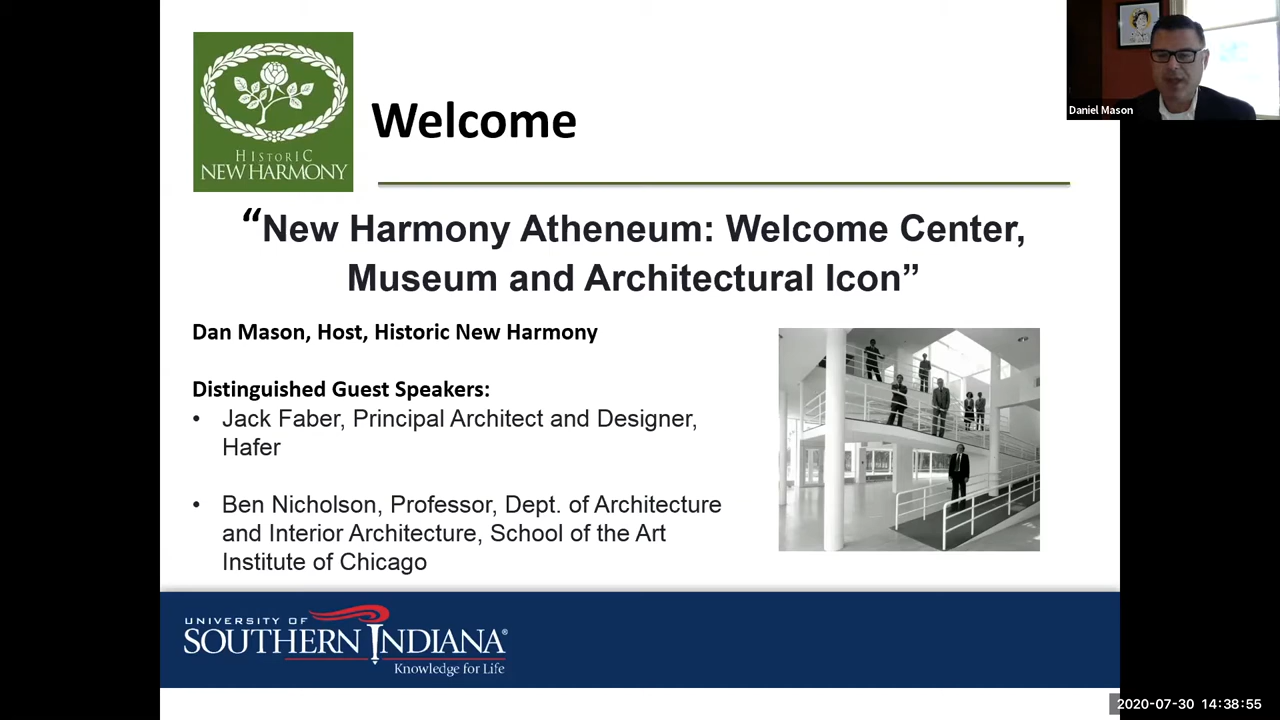 HISTORIC
NEW HARMONY
Welcome
Daniel Mason
“New Harmony Atheneum: Welcome Center,
Museum and Architectural Icon”
Dan Mason, Host, Historic New Harmony
Distinguished Guest Speakers:
• Jack Faber, Principal Architect and Designer,
Hafer
• Ben Nicholson, Professor, Dept. of Architecture
and Interior Architecture, School of the Art
Institute of Chicago
UNIVERSITY OF
SOUTHERN INDIANA®
Knowledge for Life
2020-07-30 14:38:55